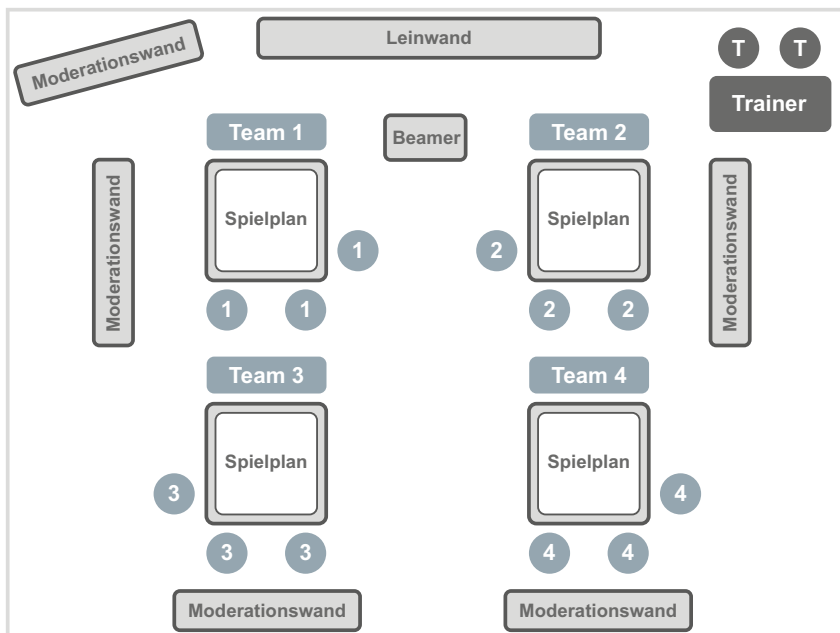 Moderationswand
Leinwand
T T
Trainer
Team 1
Beamer
Team 2
Moderationswand
Spielplan
Spielplan
Moderationswand
1
2
1 1
2 2
Team 3
Team 4
Spielplan
Spielplan
3
4
3 3
4 4
Moderationswand
Moderationswand